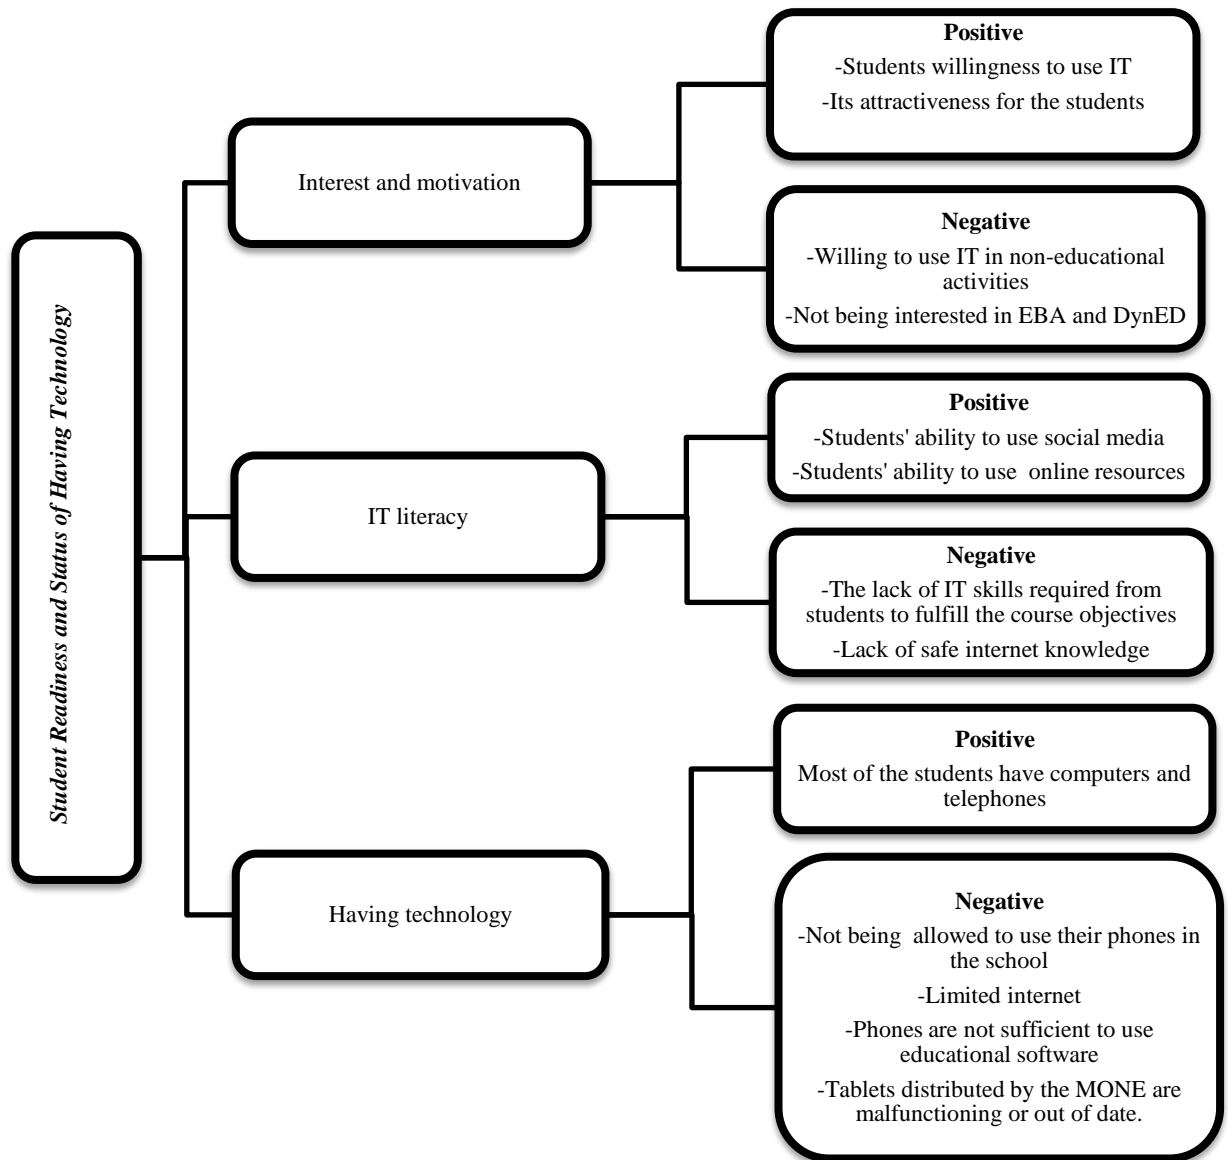 Student Readiness and Status of Having Technology
Interest and motivation
Positive
-Students willingness to use IT
-Its attractiveness for the students
Negative
-Willing to use IT in non-educational
activities
-Not being interested in EBA and DynED
IT literacy
Positive
-Students' ability to use social media
-Students' ability to use  online resources
Negative
-The lack of IT skills required from
students to fulfill the course objectives
-Lack of safe internet knowledge
Having technology
Positive
Most of the students have computers and
telephones
Negative
-Not being  allowed to use their phones in
the school
-Limited internet
-Phones are not sufficient to use
educational software
-Tablets distributed by the MONE are
malfunctioning or out of date.